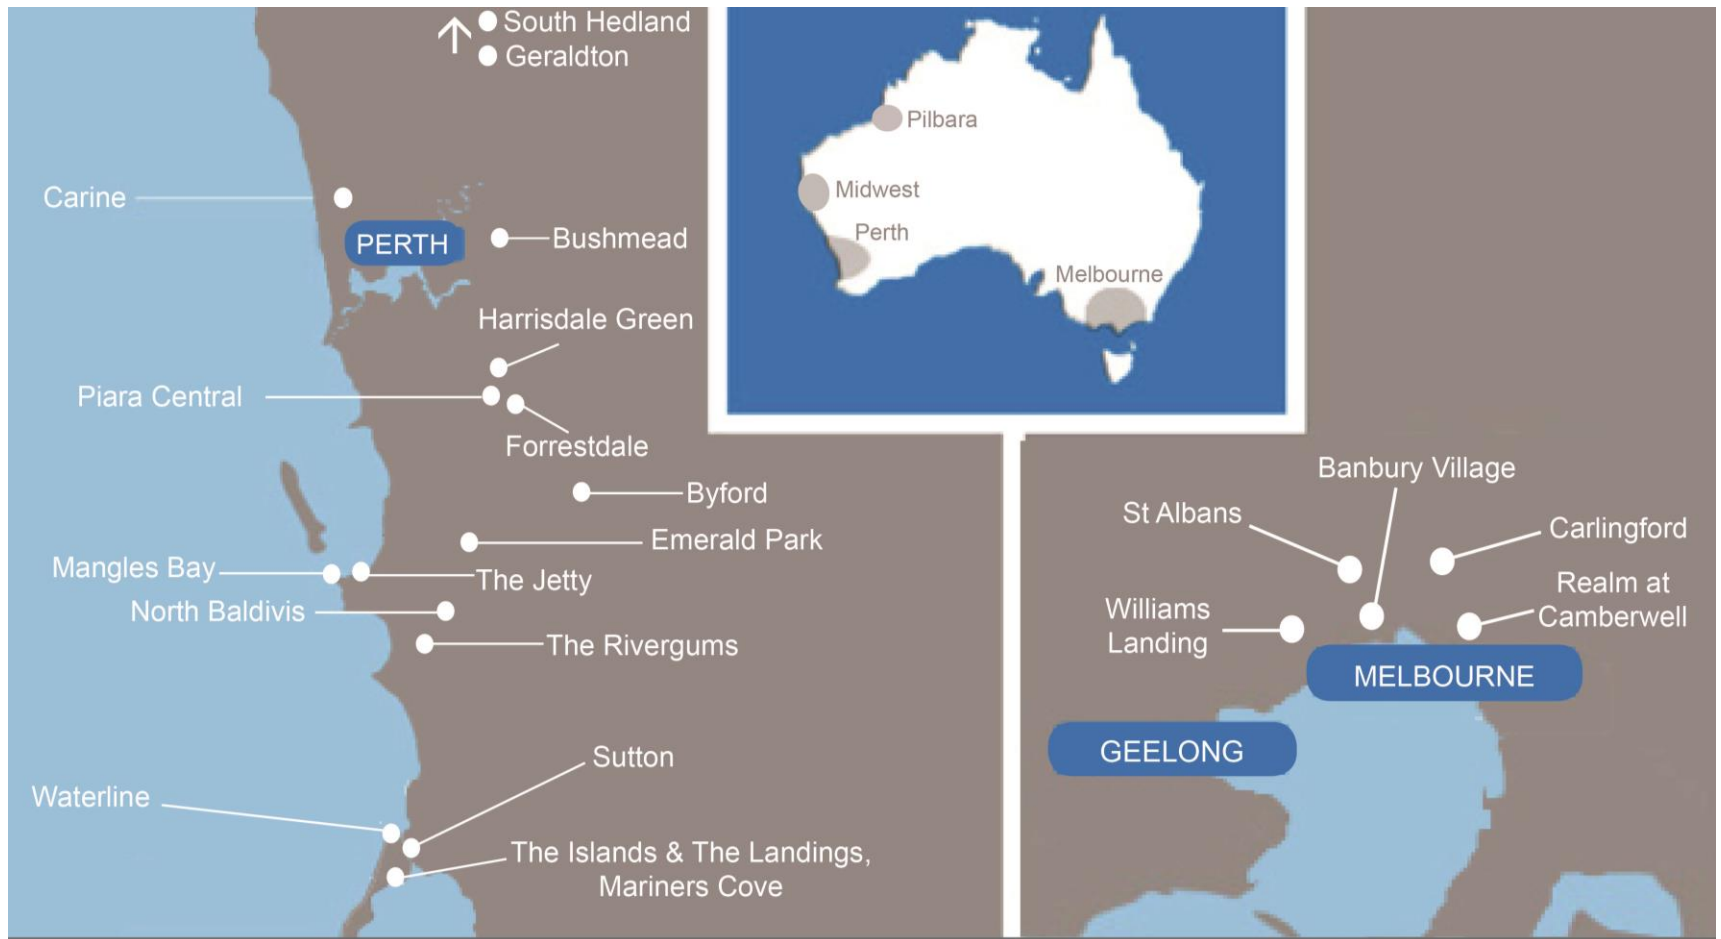 South Hedland
Geraldton
Carine
PERTH
Bushmead
Harrisdale Green
Piara Central
Forrestdale
Byford
Emerald Park
Mangles Bay
The Jetty
North Baldivis
The Rivergums
Sutton
Waterline
The Islands & The Landings,
Mariners Cove
Pilbara
Midwest
Perth
Melbourne
Banbury Village
St Albans
Carlingford
Realm at
Camberwell
Williams
Landing
MELBOURNE
GEELONG